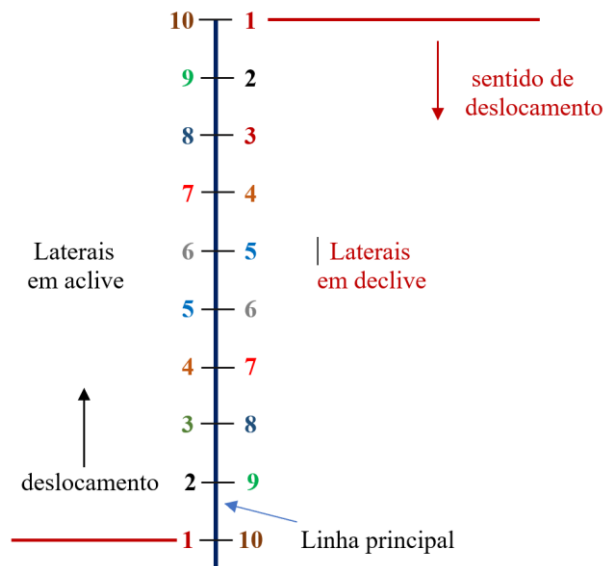 10 1
9 2
8 3
7 4
6 5
5 6
4 7
3 8
2 9
1 10
sentido de
deslocamento
Laterais
em aclive
Laterais
em declive
deslocamento
Linha principal